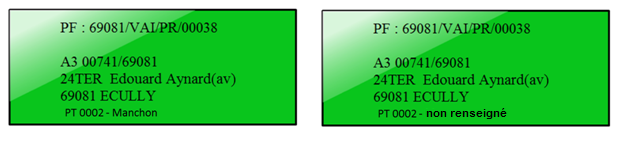 PF : 69081/VAI/PR/00038
A3 00741/69081
24TER Edouard Aynard(av)
69081 ECULLY
PT 0002 - Manchon
PF : 69081/VAI/PR/00038
A3 00741/69081
24TER Edouard Aynard(av)
69081 ECULLY
PT 0002 - non renseigné